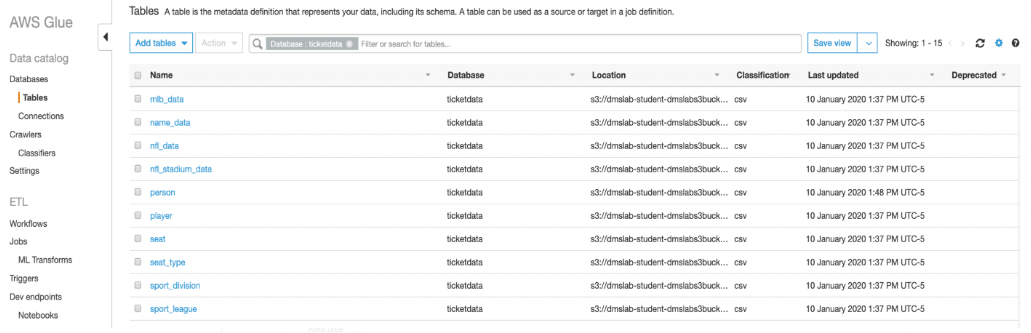 AWS Glue
Data catalog
Databases
Tables
Connections
Crawlers
Classifiers
Settings
ETL
Workflows
Jobs
ML Transforms
Triggers
Dev endpoints
Notebooks
Tables A table is the metadata definition that represents your data, including its schema. A table can be used as a source or target in a job definition.
Add tables Action Database : ticketdata Filter or search for tables... Save view Showing: 1 - 15
Name Database Location Classification Last updated Deprecated
mlb_data ticketdata s3://dmslab-student-dmslabs3buck... csv 10 January 2020 1:37 PM UTC-5
name_data ticketdata s3://dmslab-student-dmslabs3buck... csv 10 January 2020 1:37 PM UTC-5
nfl_data ticketdata s3://dmslab-student-dmslabs3buck... csv 10 January 2020 1:37 PM UTC-5
nfl_stadium_data ticketdata s3://dmslab-student-dmslabs3buck... csv 10 January 2020 1:37 PM UTC-5
person ticketdata s3://dmslab-student-dmslabs3buck... csv 10 January 2020 1:48 PM UTC-5
player ticketdata s3://dmslab-student-dmslabs3buck... csv 10 January 2020 1:37 PM UTC-5
seat ticketdata s3://dmslab-student-dmslabs3buck... csv 10 January 2020 1:37 PM UTC-5
seat_type ticketdata s3://dmslab-student-dmslabs3buck... csv 10 January 2020 1:37 PM UTC-5
sport_division ticketdata s3://dmslab-student-dmslabs3buck... csv 10 January 2020 1:37 PM UTC-5
sport_league ticketdata s3://dmslab-student-dmslabs3buck... csv 10 January 2020 1:37 PM UTC-5